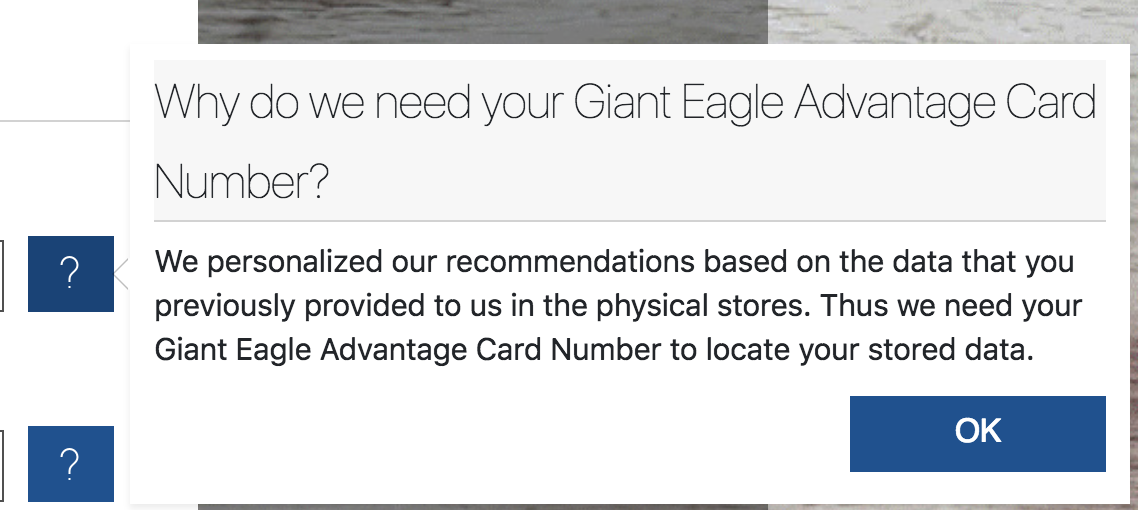 Why do we need your Giant Eagle Advantage Card
Number?
?
We personalized our recommendations based on the data that you
previously provided to us in the physical stores. Thus we need your
Giant Eagle Advantage Card Number to locate your stored data.
OK
?